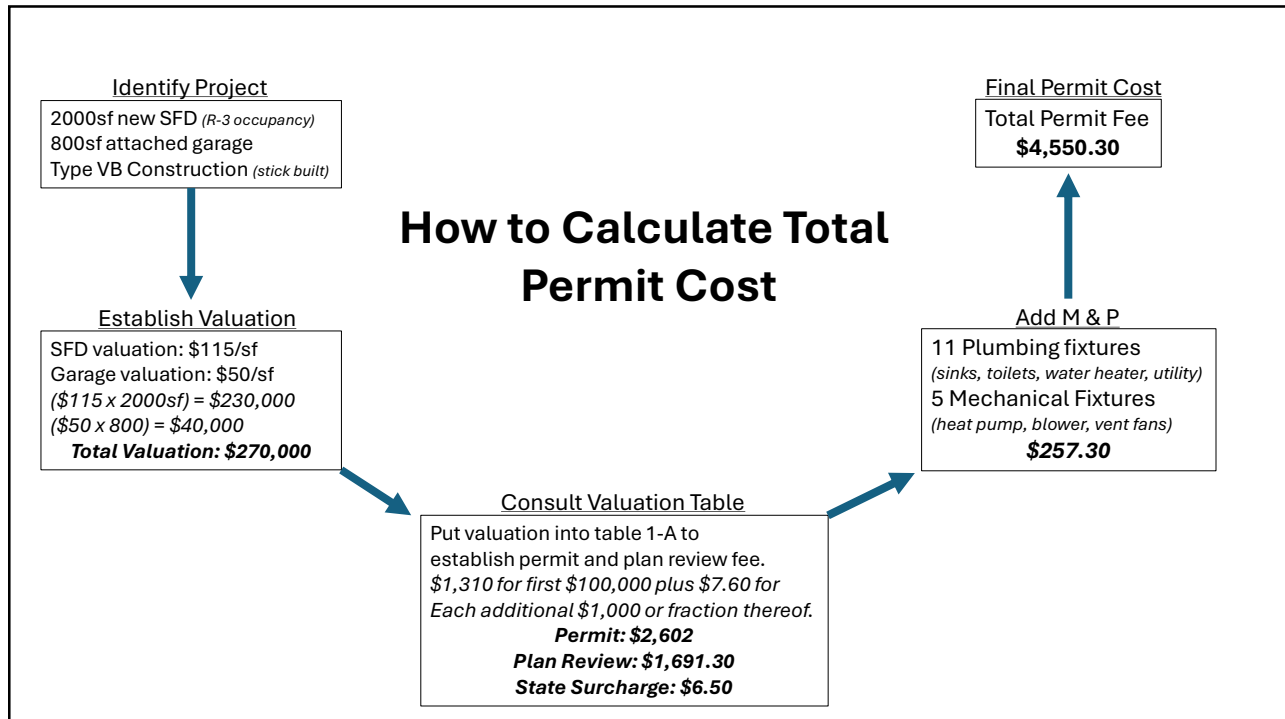 How to Calculate Total
Permit Cost
Identify Project
2000sf new SFD (R-3 occupancy)
800sf attached garage
Type VB Construction (stick built)
Establish Valuation
SFD valuation: $115/sf
Garage valuation: $50/sf
($115 x 2000sf) = $230,000
($50 x 800) = $40,000
Total Valuation: $270,000
Consult Valuation Table
Put valuation into table 1-A to
establish permit and plan review fee.
$1,310 for first $100,000 plus $7.60 for
Each additional $1,000 or fraction thereof.
Permit: $2,602
Plan Review: $1,691.30
State Surcharge: $6.50
Add M & P
11 Plumbing fixtures
(sinks, toilets, water heater, utility)
5 Mechanical Fixtures
(heat pump, blower, vent fans)
$257.30
Final Permit Cost
Total Permit Fee
$4,550.30